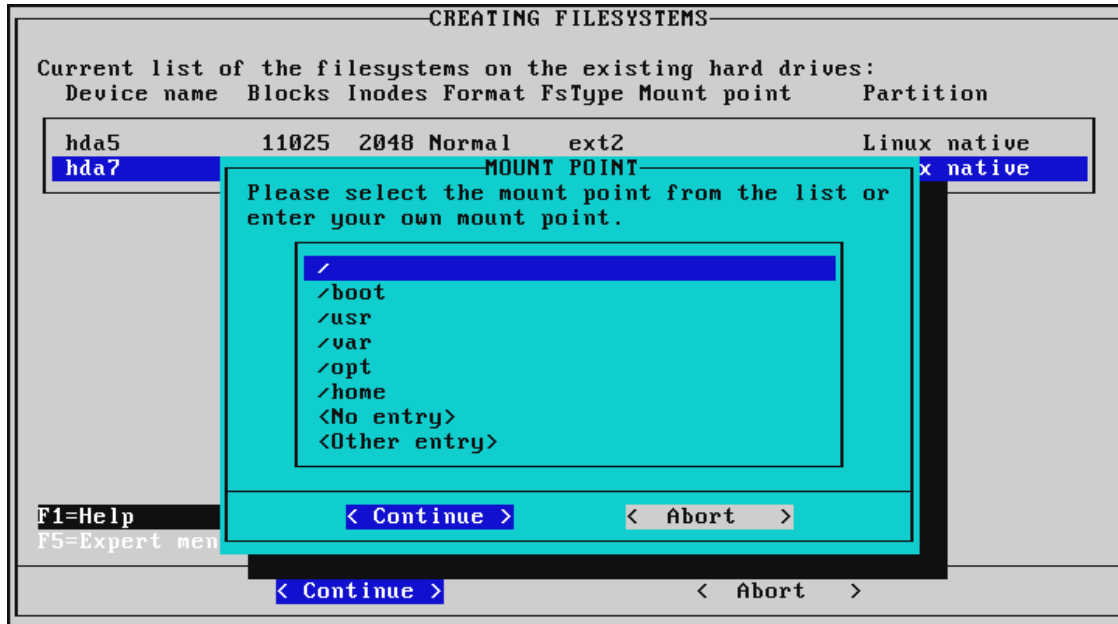 CREATING FILESYSTEMS
Current list of the filesystems on the existing hard drives:
Device name Blocks Inodes Format FsType Mount point Partition
hda5 11025 2048 Normal ext2 Linux native
hda7 x native
MOUNT POINT
Please select the mount point from the list or
enter your own mount point.
/
/boot
/usr
/var
/opt
/home
<No entry>
<Other entry>
< Continue > < Abort >
F1=Help
F5=Expert men
< Continue > < Abort >